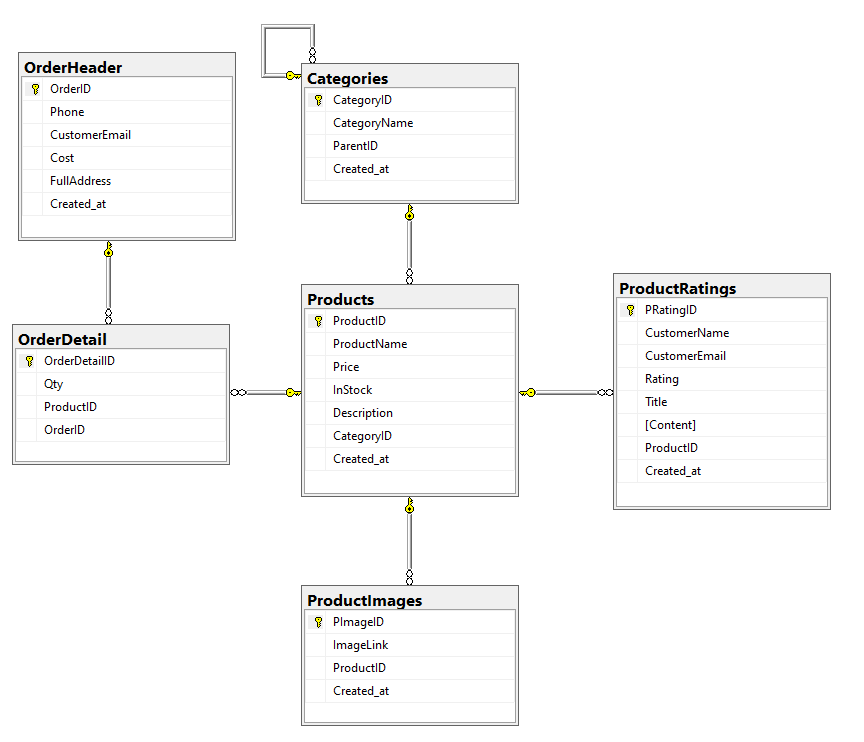 OrderHeader
OrderID
Phone
CustomerEmail
Cost
FullAddress
Created_at
Categories
CategoryID
CategoryName
ParentID
Created_at
OrderDetail
OrderDetailID
Qty
ProductID
OrderID
Products
ProductID
ProductName
Price
InStock
Description
CategoryID
Created_at
ProductRatings
PRatingID
CustomerName
CustomerEmail
Rating
Title
[Content]
ProductID
Created_at
ProductImages
PImageID
ImageLink
ProductID
Created_at